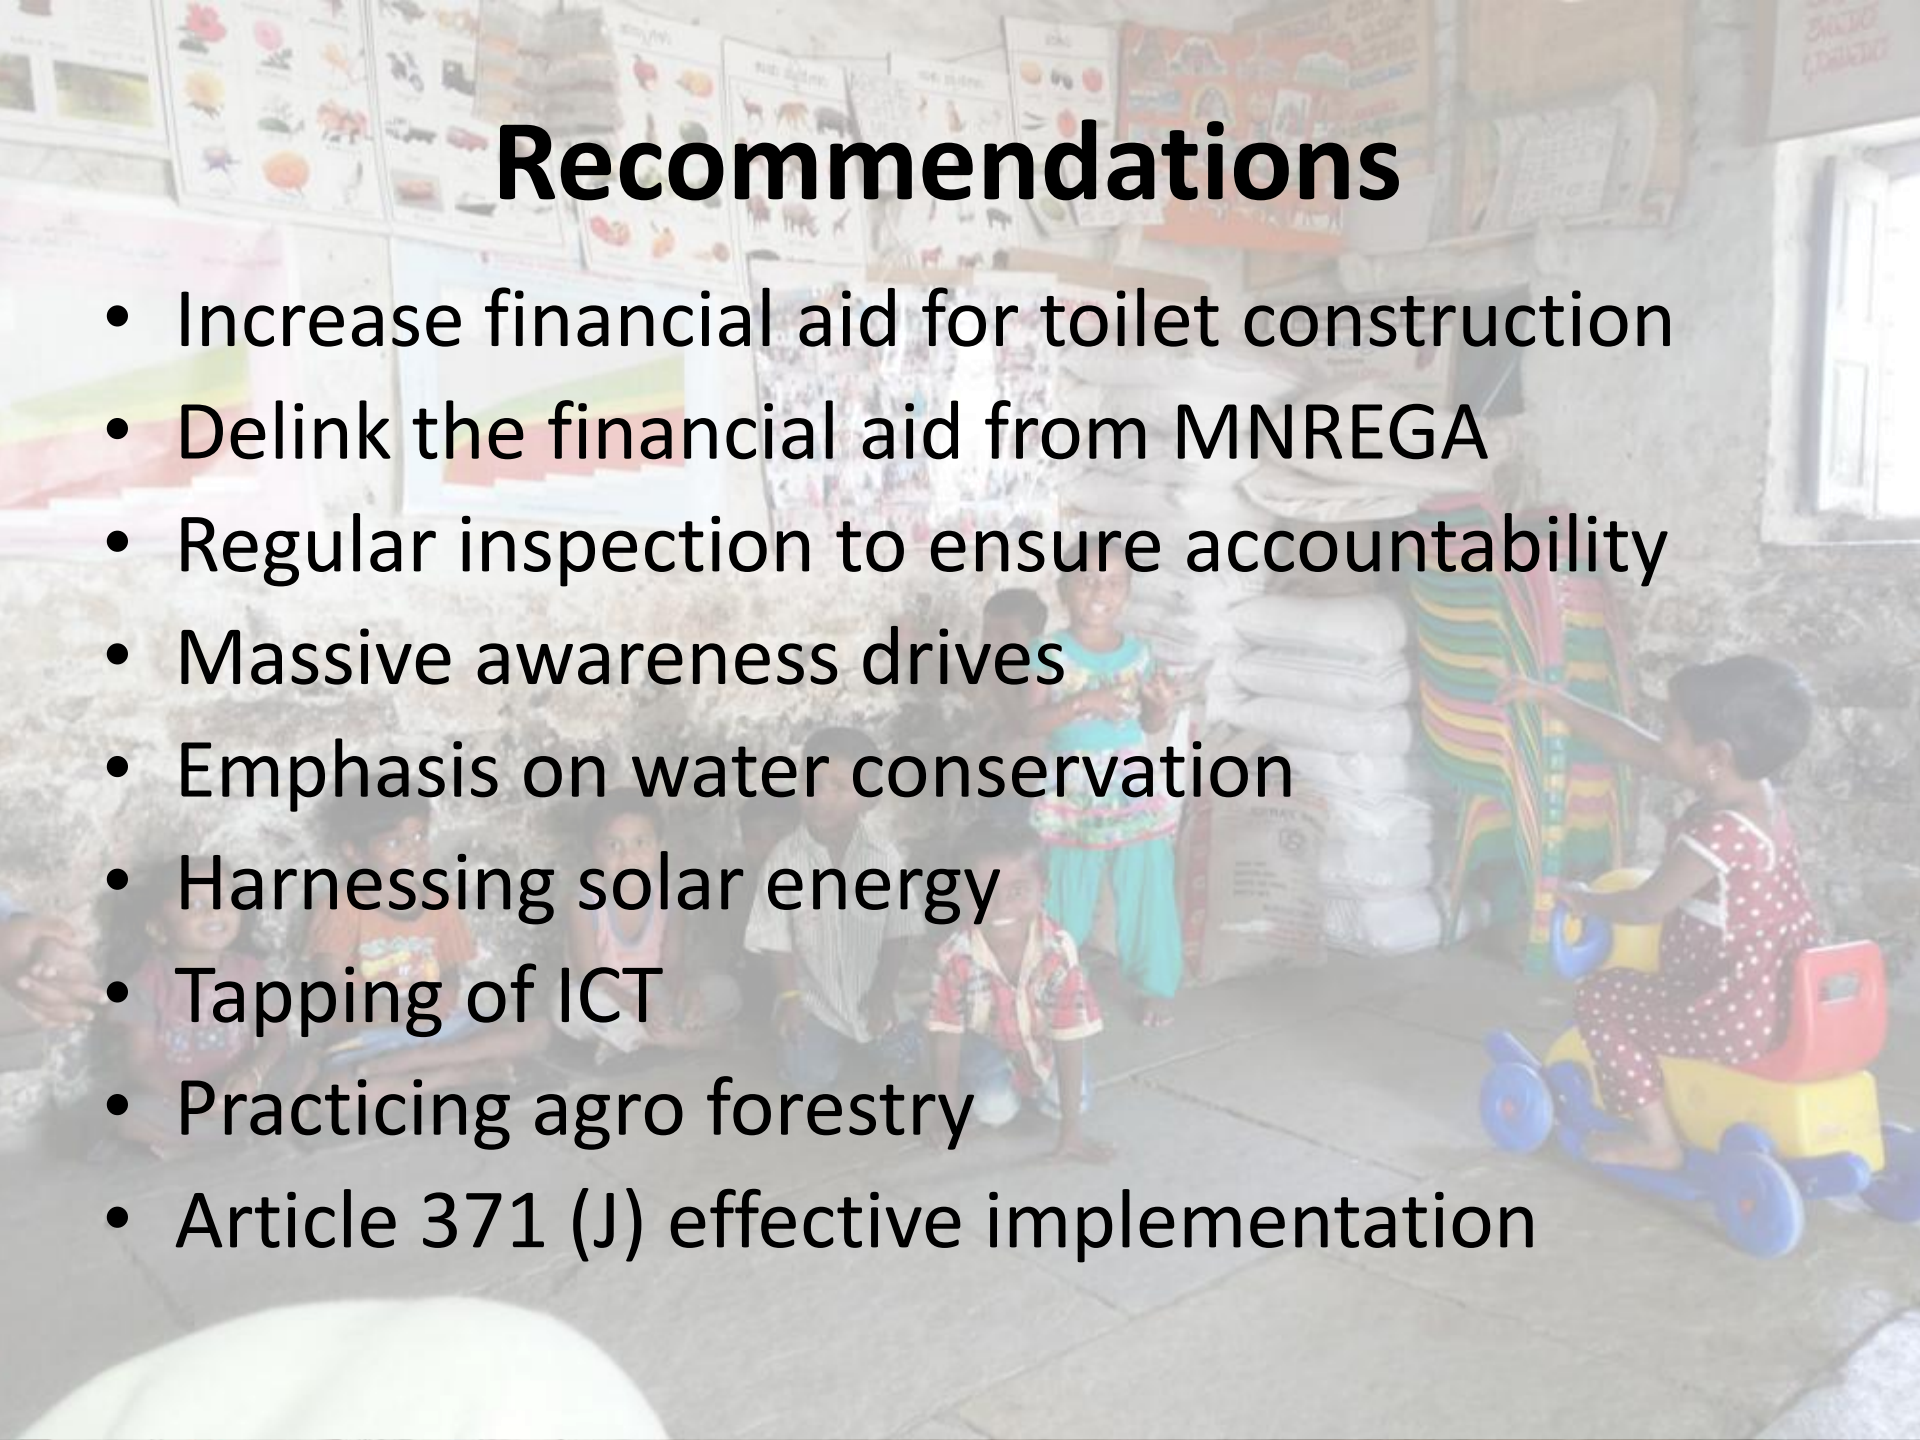 Recommendations
• Increase financial aid for toilet construction
• Delink the financial aid from MNREGA
• Regular inspection to ensure accountability
• Massive awareness drives
• Emphasis on water conservation
• Harnessing solar energy
• Tapping of ICT
• Practicing agro forestry
• Article 371 (J) effective implementation